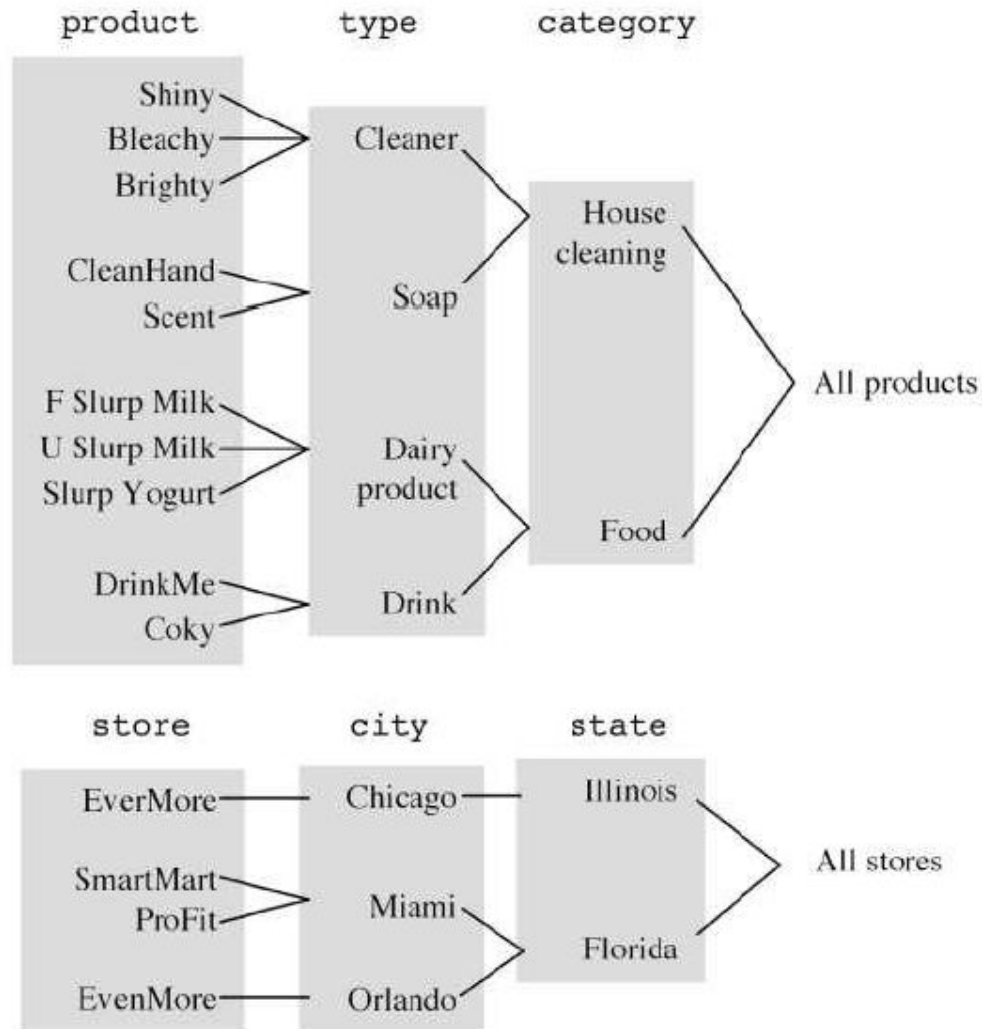 product type category
Shiny
Bleachy
Brighty
Cleaner
House
cleaning
CleanHand
Scent
Soap
All products
F Slurp Milk
U Slurp Milk
Slurp Yogurt
Dairy
product
Food
DrinkMe
Coky
Drink
store city state
EverMore
Chicago
Illinois
All stores
SmartMart
ProFit
Miami
Florida
EvenMore
Orlando